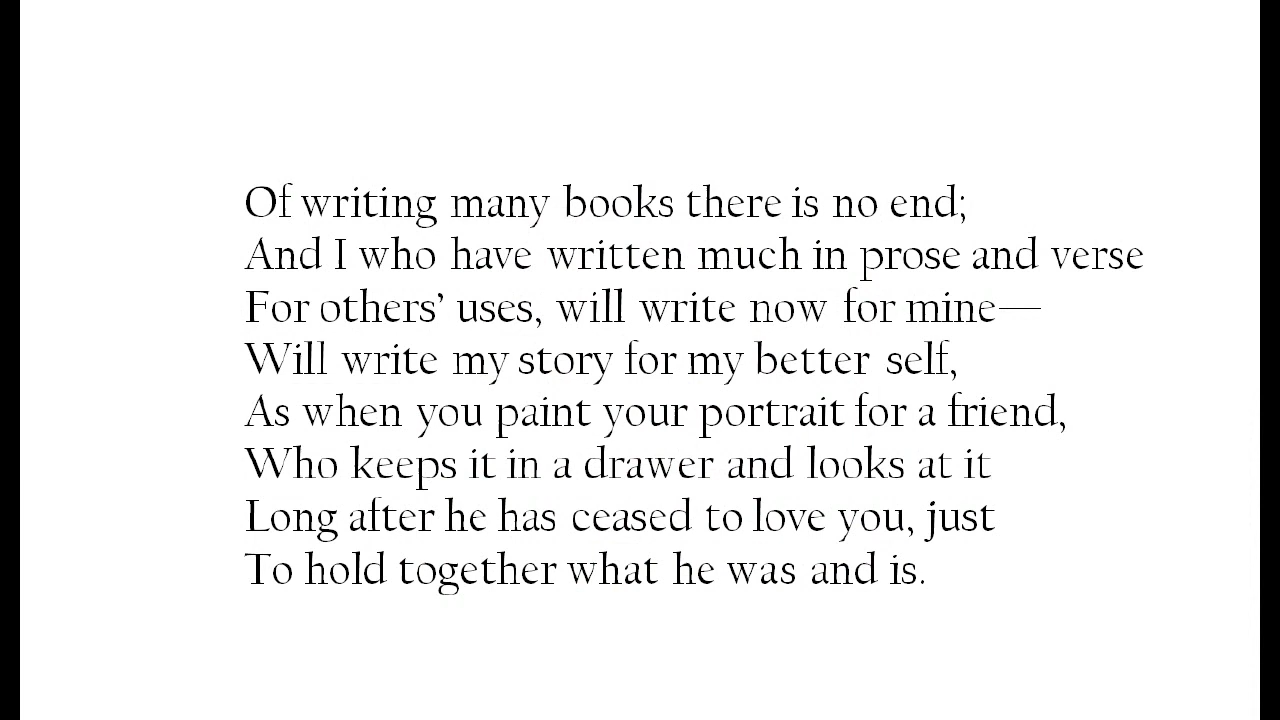 Of writing many books there is no end;
And I who have written much in prose and verse
For others’ uses, will write now for mine—
Will write my story for my better self,
As when you paint your portrait for a friend,
Who keeps it in a drawer and looks at it
Long after he has ceased to love you, just
To hold together what he was and is.